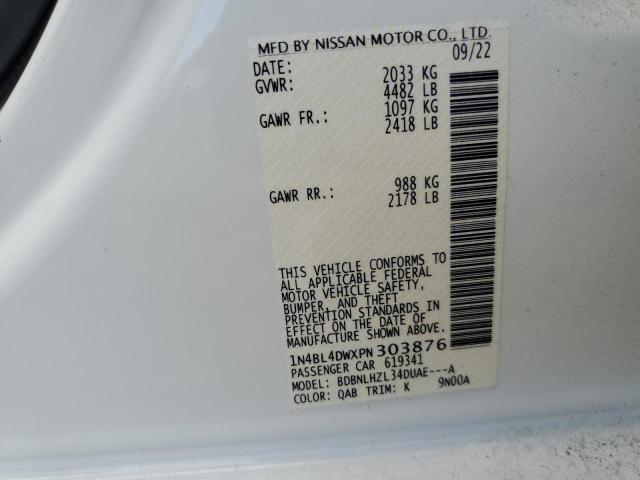 MFD BY NISSAN MOTOR CO., LTD.
DATE: 09/22
GVWR: 2033 KG
4482 LB
GAWR FR.: 1097 KG
2418 LB
GAWR RR.: 988 KG
2178 LB
THIS VEHICLE CONFORMS TO
ALL APPLICABLE FEDERAL
MOTOR VEHICLE SAFETY,
BUMPER, AND THEFT
PREVENTION STANDARDS IN
EFFECT ON THE DATE OF
MANUFACTURE SHOWN ABOVE.
1N4BL4DWXPN303876
PASSENGER CAR 619341
MODEL: BDBNLHZL34DUAE---A
COLOR: QAB TRIM: K 9N00A